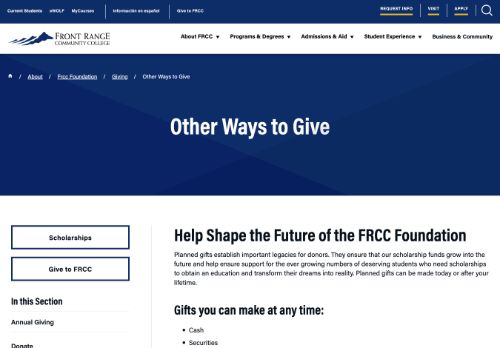 Current Students eWOLF MyCourses Información en español Give to FRCC REQUEST INFO VISIT APPLY
FRONT RANGE
COMMUNITY COLLEGE
About FRCC Programs & Degrees Admissions & Aid Student Experience Business & Community
/ About / Frcc Foundation / Giving / Other Ways to Give
Other Ways to Give
Scholarships
Give to FRCC
In this Section
Annual Giving
Donate
Help Shape the Future of the FRCC Foundation
Planned gifts establish important legacies for donors. They ensure that our scholarship funds grow into the
future and help ensure support for the ever growing numbers of deserving students who need scholarships
to obtain an education and transform their dreams into reality. Planned gifts can be made today or after your
lifetime.
Gifts you can make at any time:
• Cash
• Securities